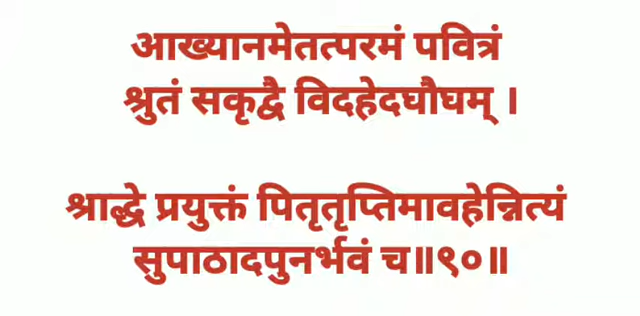 आख्यानमेतत्परमं पवित्रं
श्रुतं सकृद्वै विदहेदघौघम् ।
श्राद्धे प्रयुक्तं पितृतृप्तिमावहेन्नित्यं
सुपाठादपुनर्भवं च॥९०॥